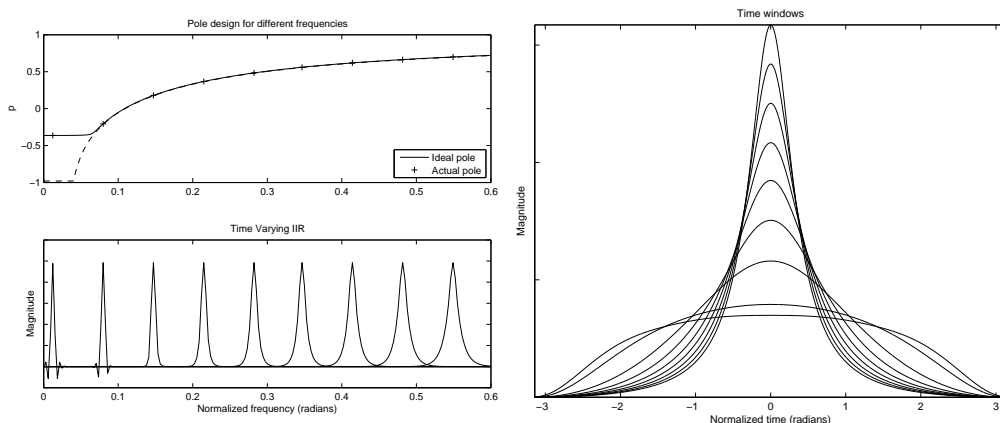 Pole design for different frequencies
1
0.5
0
−0.5
−1
p
0 0.1 0.2 0.3 0.4 0.5 0.6
Ideal pole
Actual pole
Time Varying IIR
Magnitude
0 0.1 0.2 0.3 0.4 0.5 0.6
Normalized frequency (radians)
Time windows
Magnitude
−3 −2 −1 0 1 2 3
Normalized time (radians)